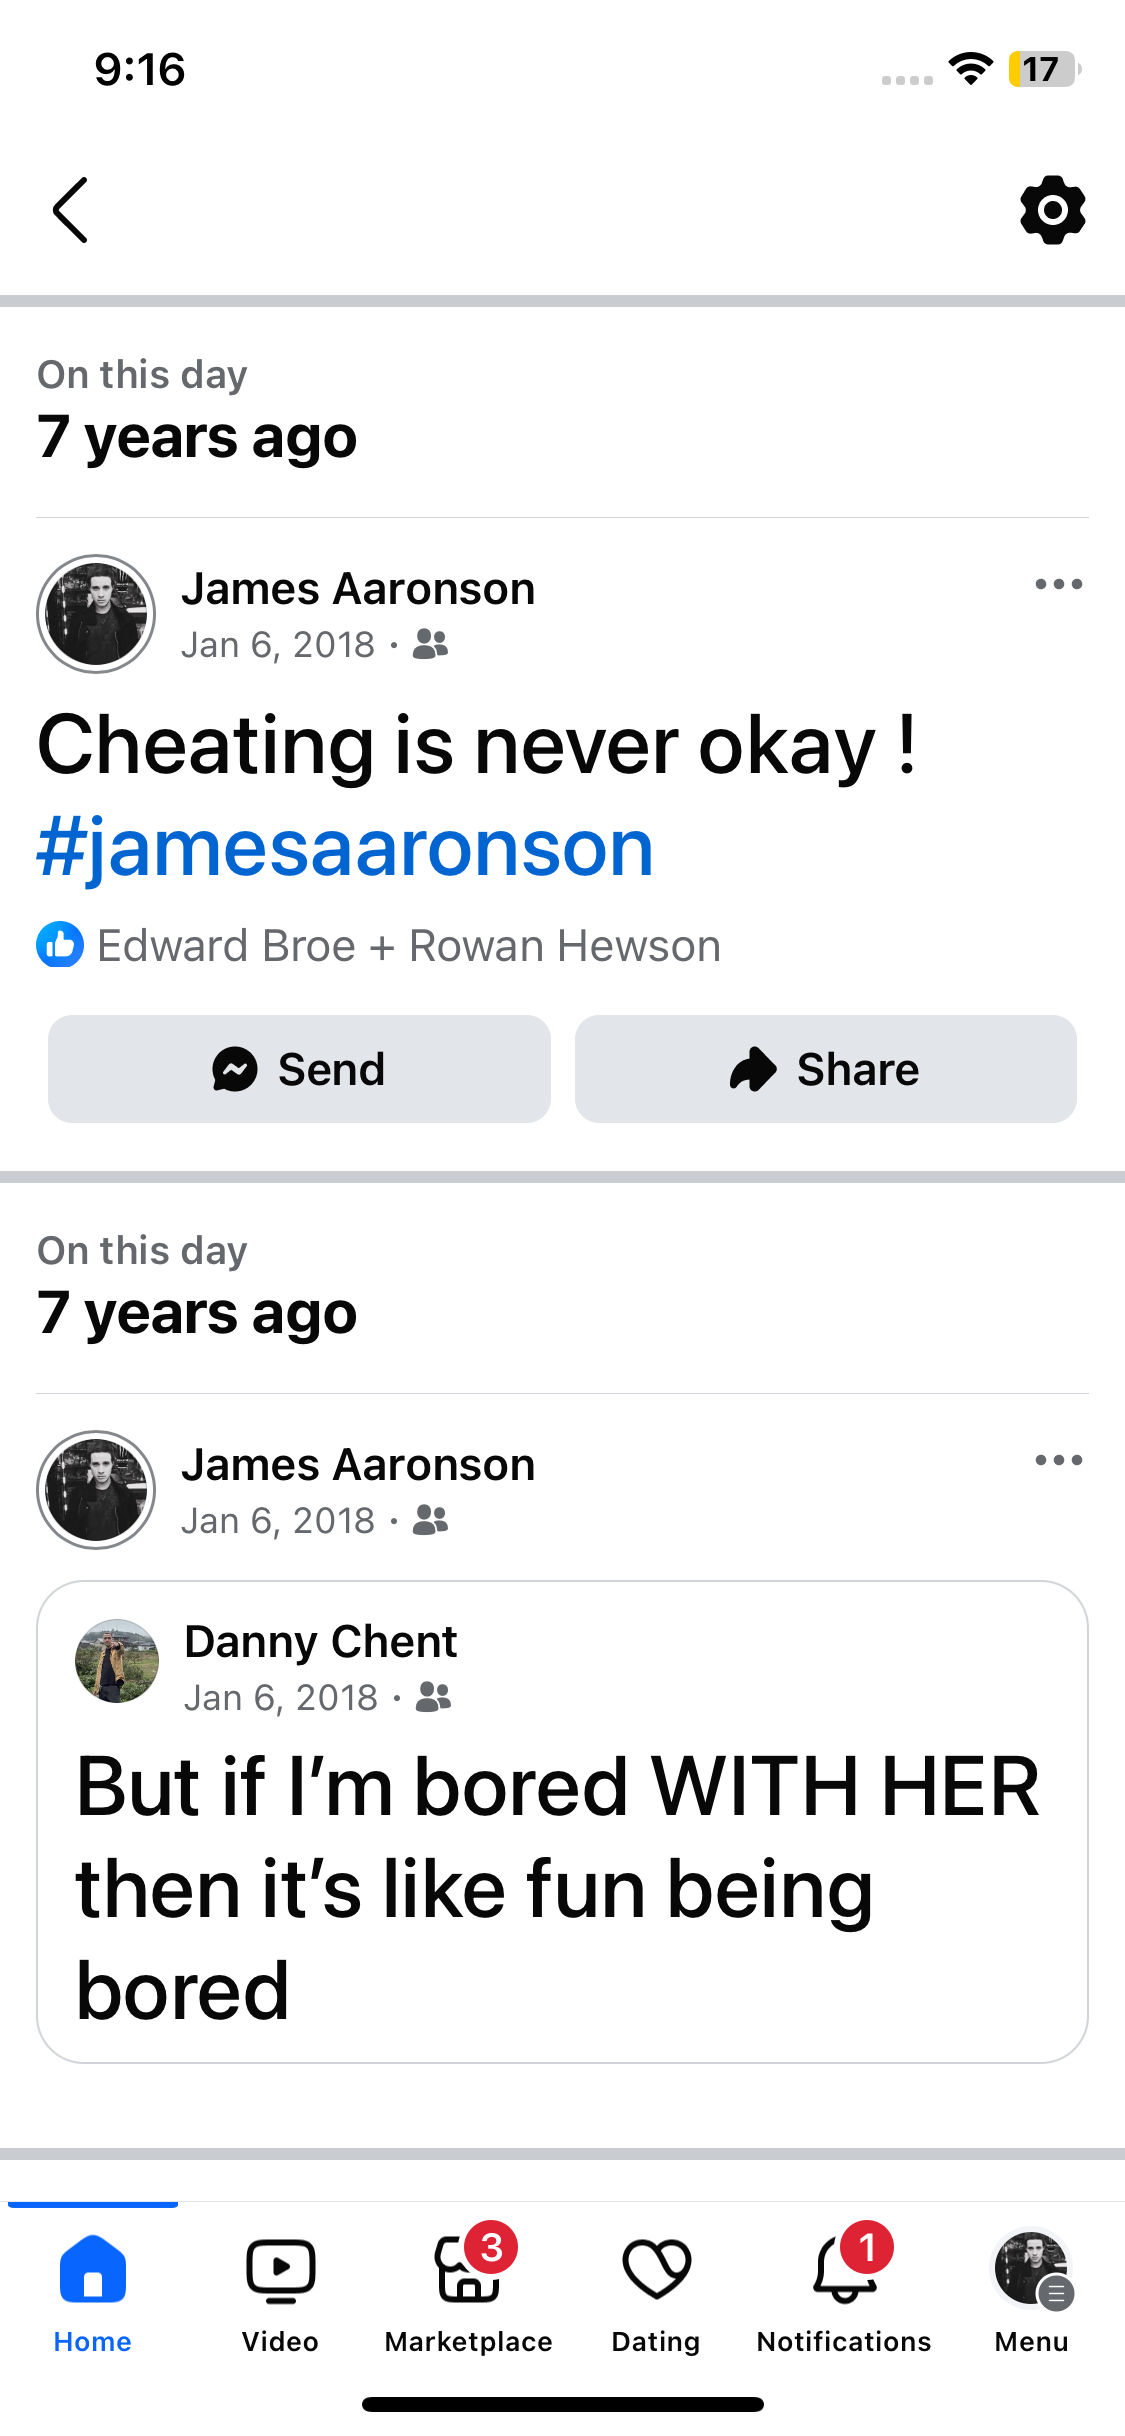 9:16
17
On this day
7 years ago
James Aaronson
Jan 6, 2018 ·
Cheating is never okay !
#jamesaaronson
Edward Broe + Rowan Hewson
Send
Share
On this day
7 years ago
James Aaronson
Jan 6, 2018 ·
Danny Chent
Jan 6, 2018 ·
But if I’m bored WITH HER
then it’s like fun being
bored
3
1
Home
Video
Marketplace
Dating
Notifications
Menu